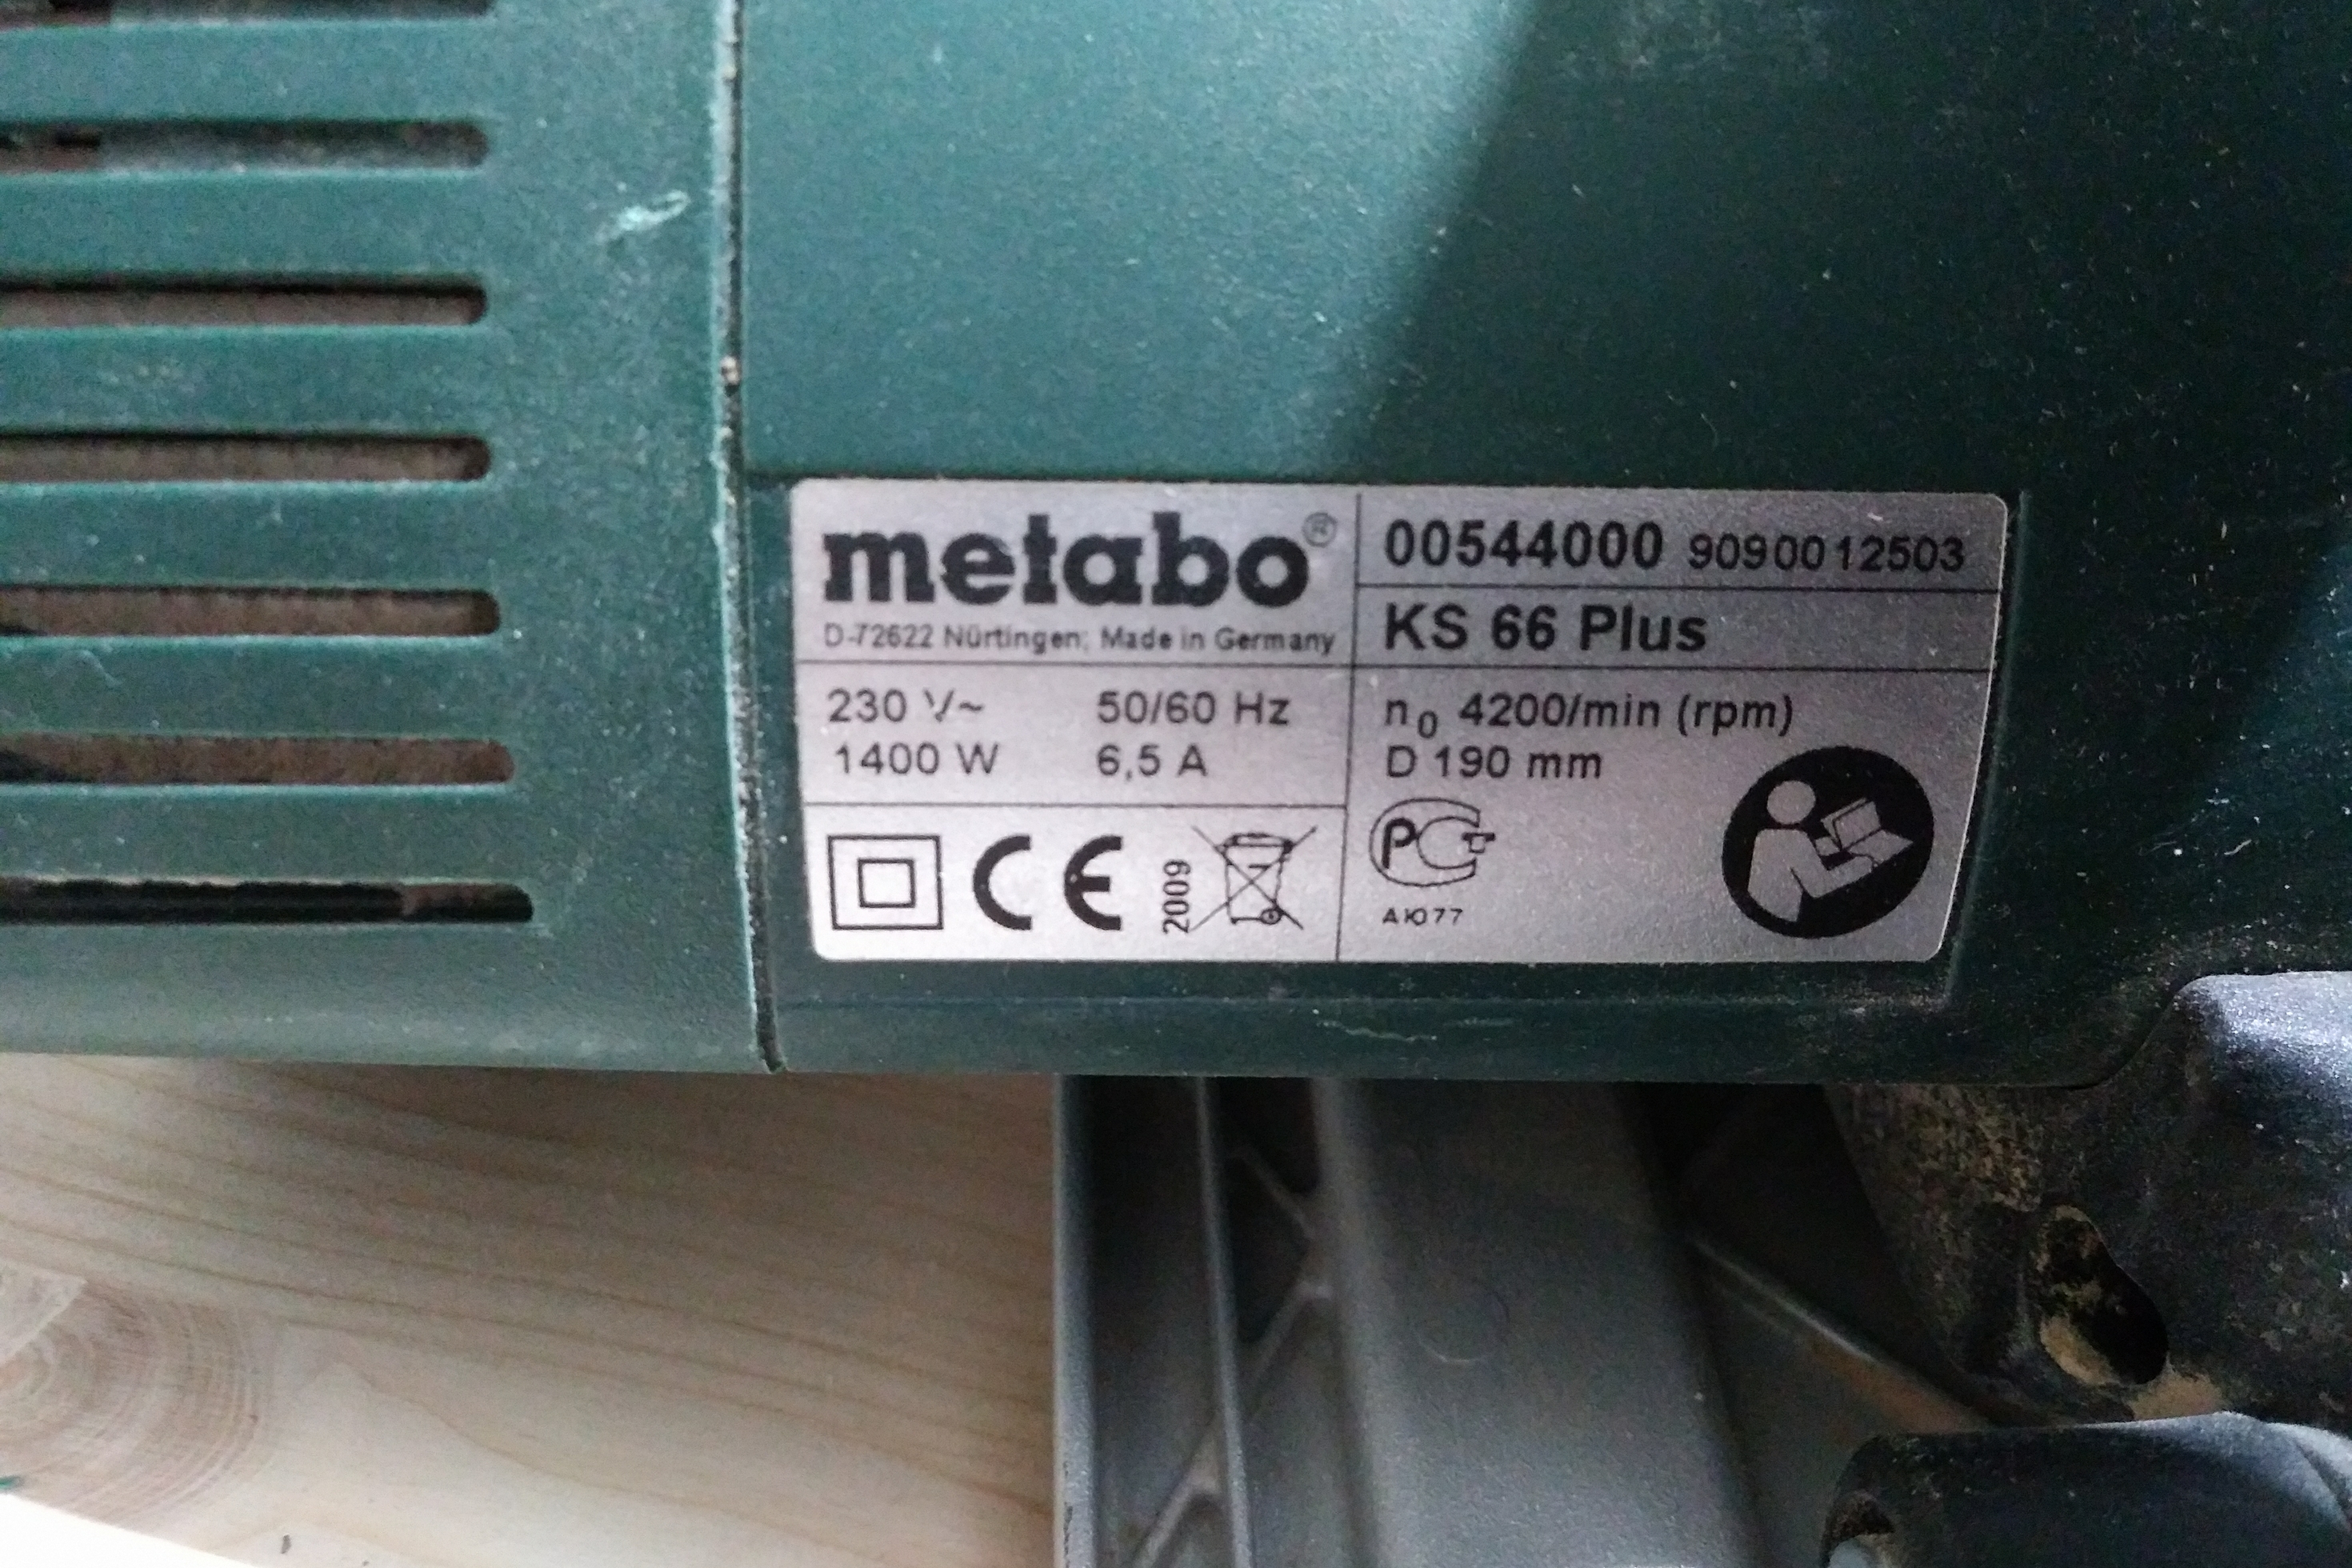 metabo®
D-72622 Nürtingen, Made in Germany
00544000 9090012503
KS 66 Plus
230 V~ 50/60 Hz
1400 W 6,5 A
n0 4200/min (rpm)
D 190 mm
CE 2009
PC
АЮ77